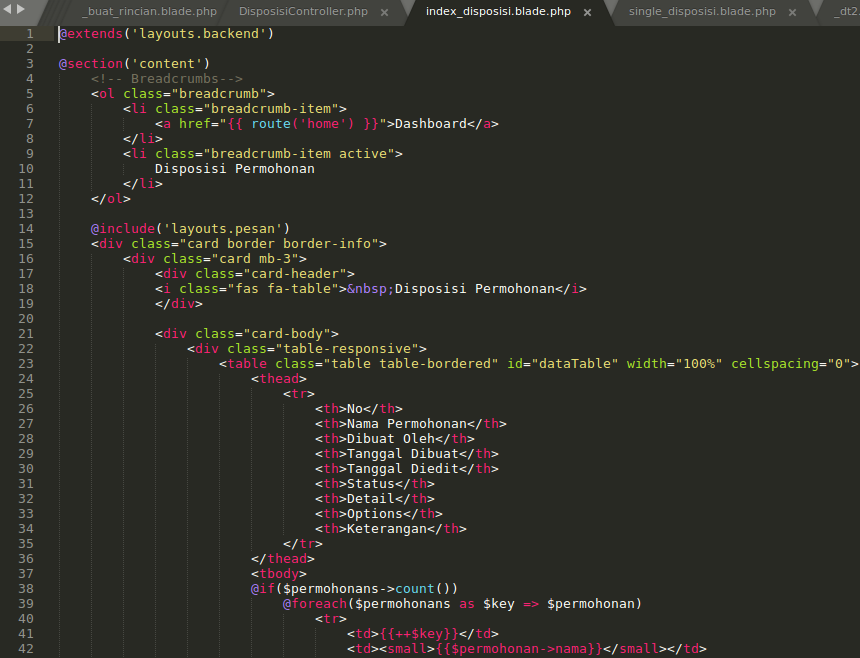 _buat_rincian.blade.php DisposisiController.php × index_disposisi.blade.php × single_disposisi.blade.php × _dt2
1 @extends('layouts.backend')
2
3 @section('content')
4 <!-- Breadcrumbs-->
5 <ol class="breadcrumb">
6 <li class="breadcrumb-item">
7 <a href="{{ route('home') }}">Dashboard</a>
8 </li>
9 <li class="breadcrumb-item active">
10 Disposisi Permohonan
11 </li>
12 </ol>
13
14 @include('layouts.pesan')
15 <div class="card border border-info">
16 <div class="card mb-3">
17 <div class="card-header">
18 <i class="fas fa-table">&nbsp;Disposisi Permohonan</i>
19 </div>
20
21 <div class="card-body">
22 <div class="table-responsive">
23 <table class="table table-bordered" id="dataTable" width="100%" cellspacing="0">
24 <thead>
25 <tr>
26 <th>No</th>
27 <th>Nama Permohonan</th>
28 <th>Dibuat Oleh</th>
29 <th>Tanggal Dibuat</th>
30 <th>Tanggal Diedit</th>
31 <th>Status</th>
32 <th>Detail</th>
33 <th>Options</th>
34 <th>Keterangan</th>
35 </tr>
36 </thead>
37 <tbody>
38 @if($permohonans->count())
39 @foreach($permohonans as $key => $permohonan)
40 <tr>
41 <td>{{++$key}}</td>
42 <td><small>{{$permohonan->nama}}</small></td>